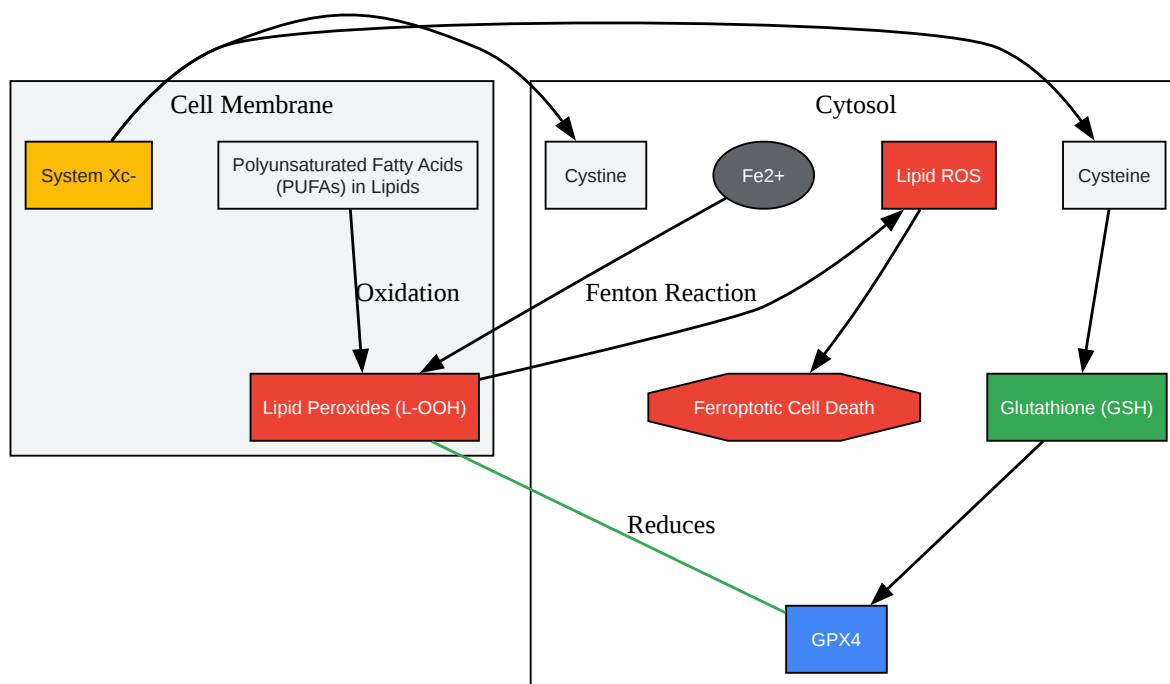 Cell Membrane
Cytosol
System Xc-
Polyunsaturated Fatty Acids
(PUFAs) in Lipids
Cystine
Fe2+
Lipid ROS
Cysteine
Oxidation
Fenton Reaction
Lipid Peroxides (L-OOH)
Ferroptotic Cell Death
Glutathione (GSH)
Reduces
GPX4